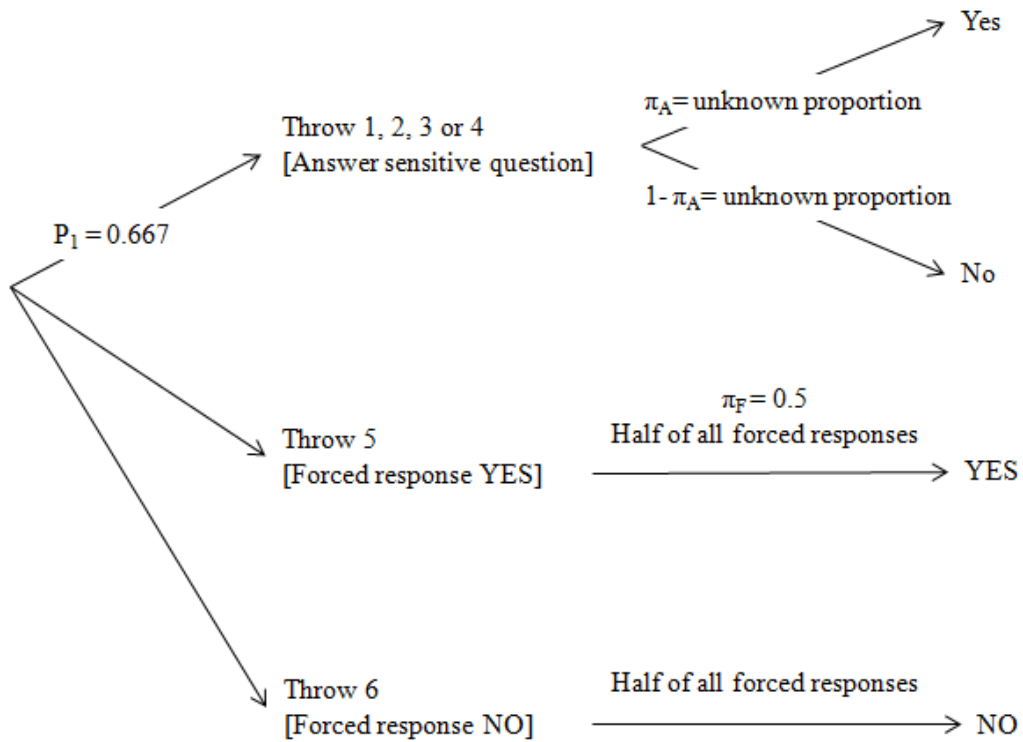 Yes
π_A= unknown proportion
Throw 1, 2, 3 or 4
[Answer sensitive question]
1- π_A= unknown proportion
P₁ = 0.667
No
π_F= 0.5
Half of all forced responses
Throw 5
[Forced response YES]
YES
Half of all forced responses
Throw 6
[Forced response NO]
NO